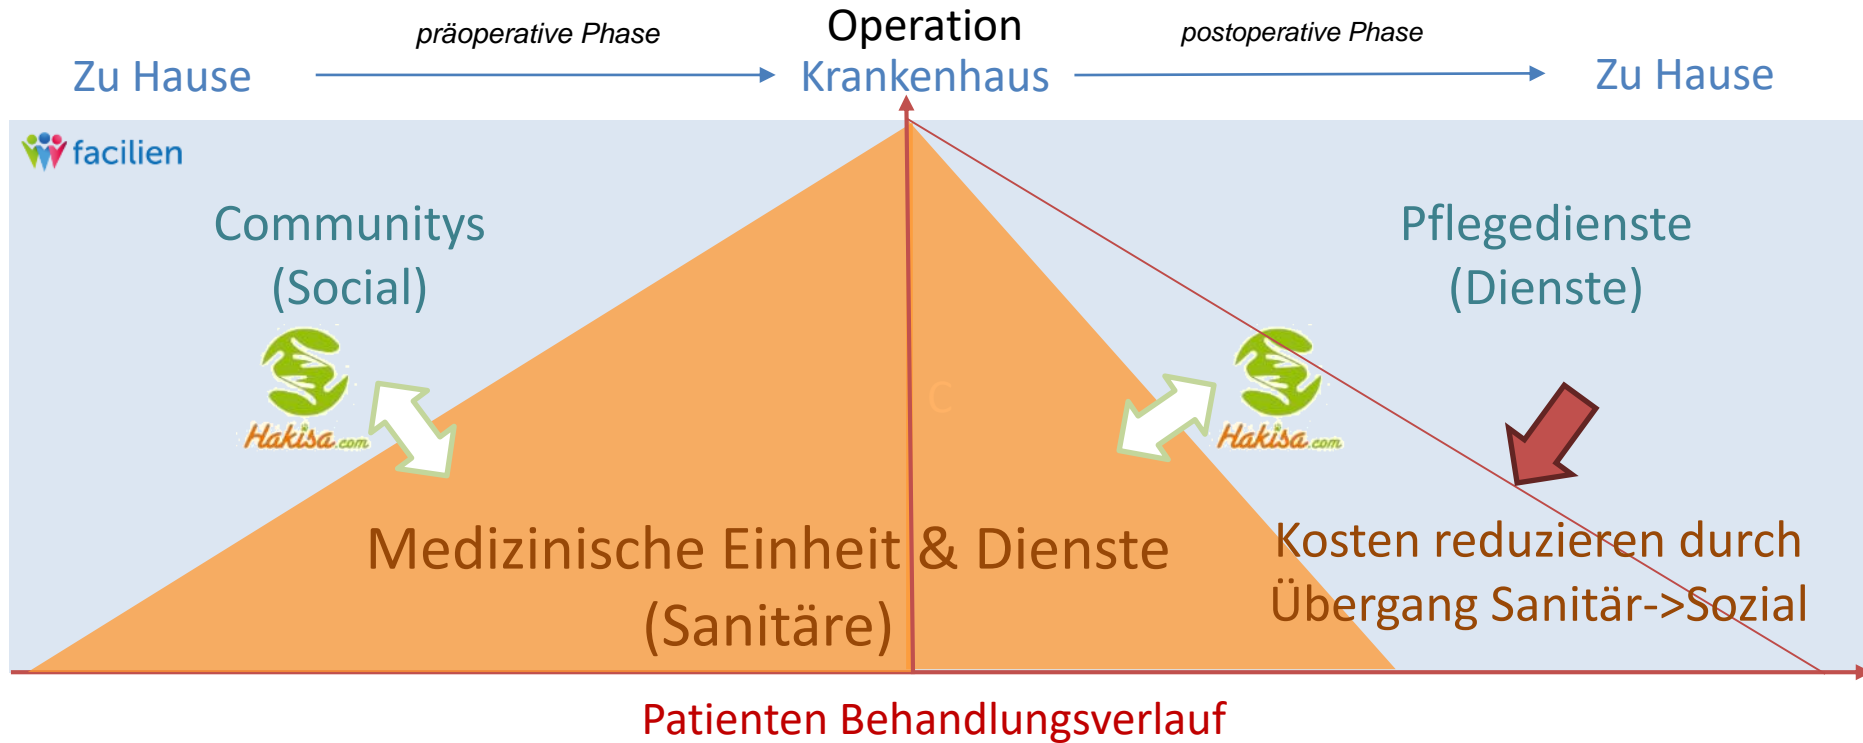 präoperative Phase
Operation
postoperative Phase
Zu Hause
Krankenhaus
Zu Hause
facilien
Communitys
(Social)
Pflegedienste
(Dienste)
Hakisa.com
C
Hakisa.com
Medizinische Einheit & Dienste
(Sanitäre)
Kosten reduzieren durch
Übergang Sanitär->Sozial
Patienten Behandlungsverlauf